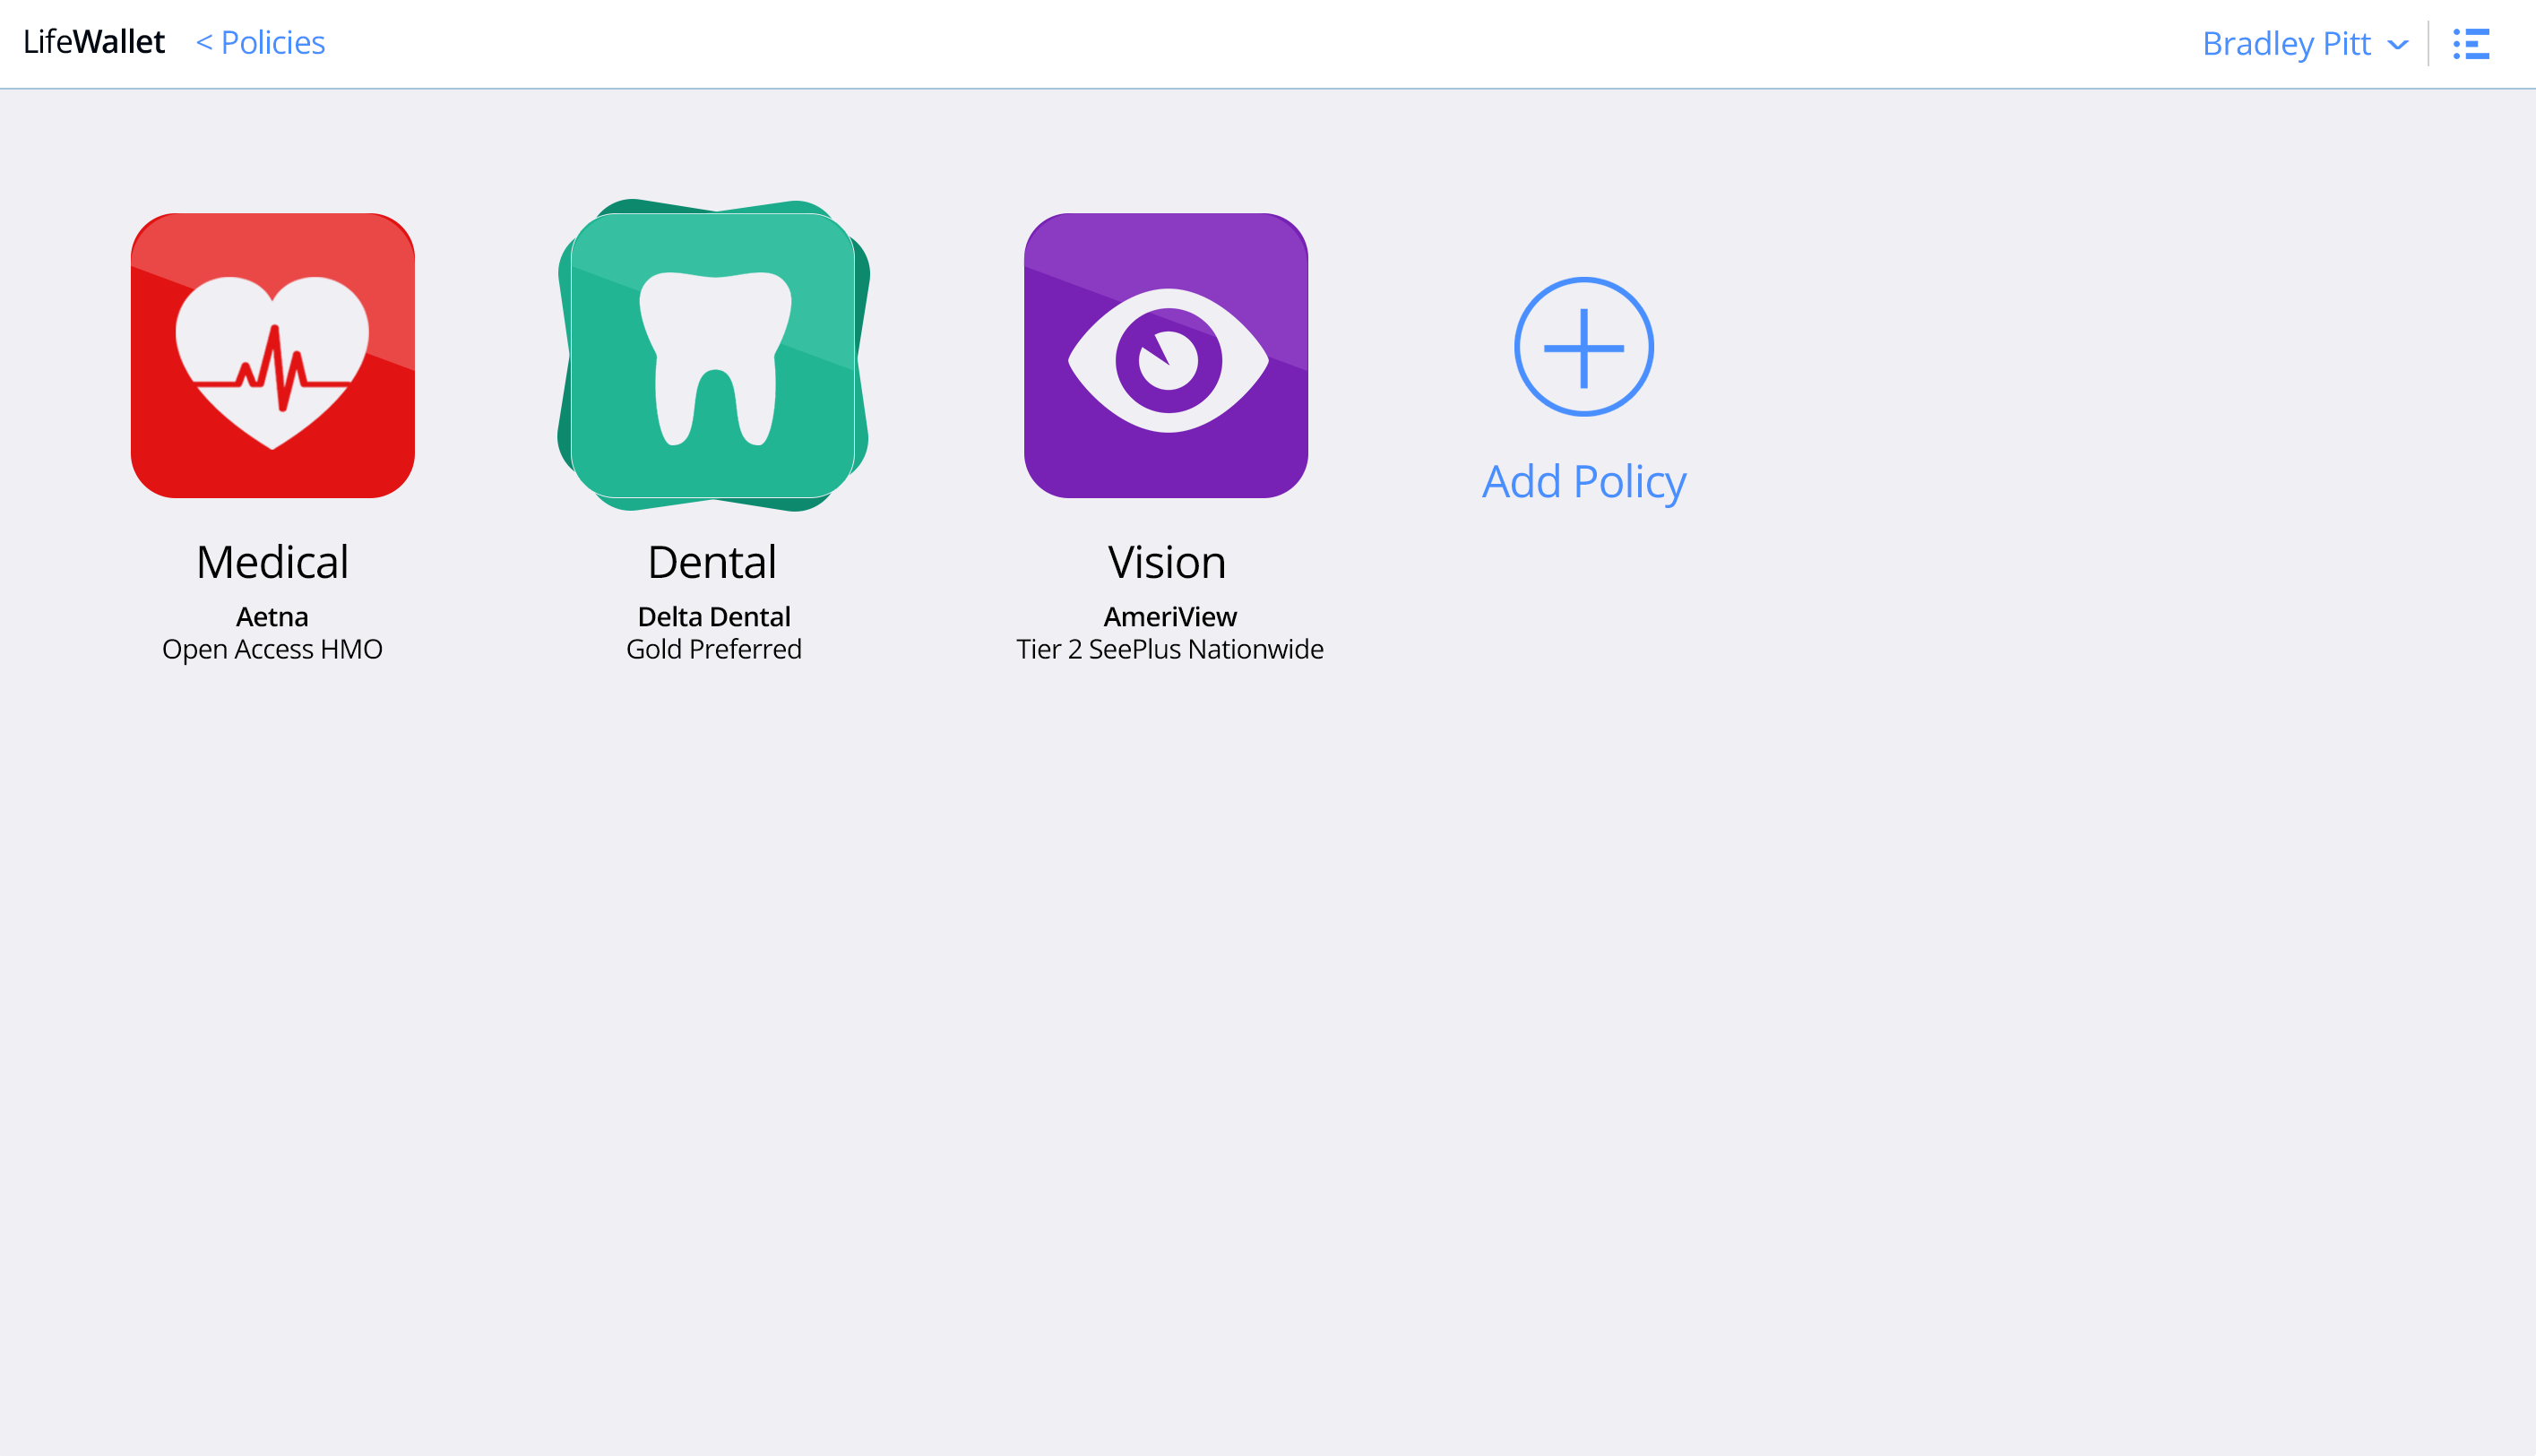 LifeWallet
< Policies
Bradley Pitt
Add Policy
Medical
Aetna
Open Access HMO
Dental
Delta Dental
Gold Preferred
Vision
AmeriView
Tier 2 SeePlus Nationwide